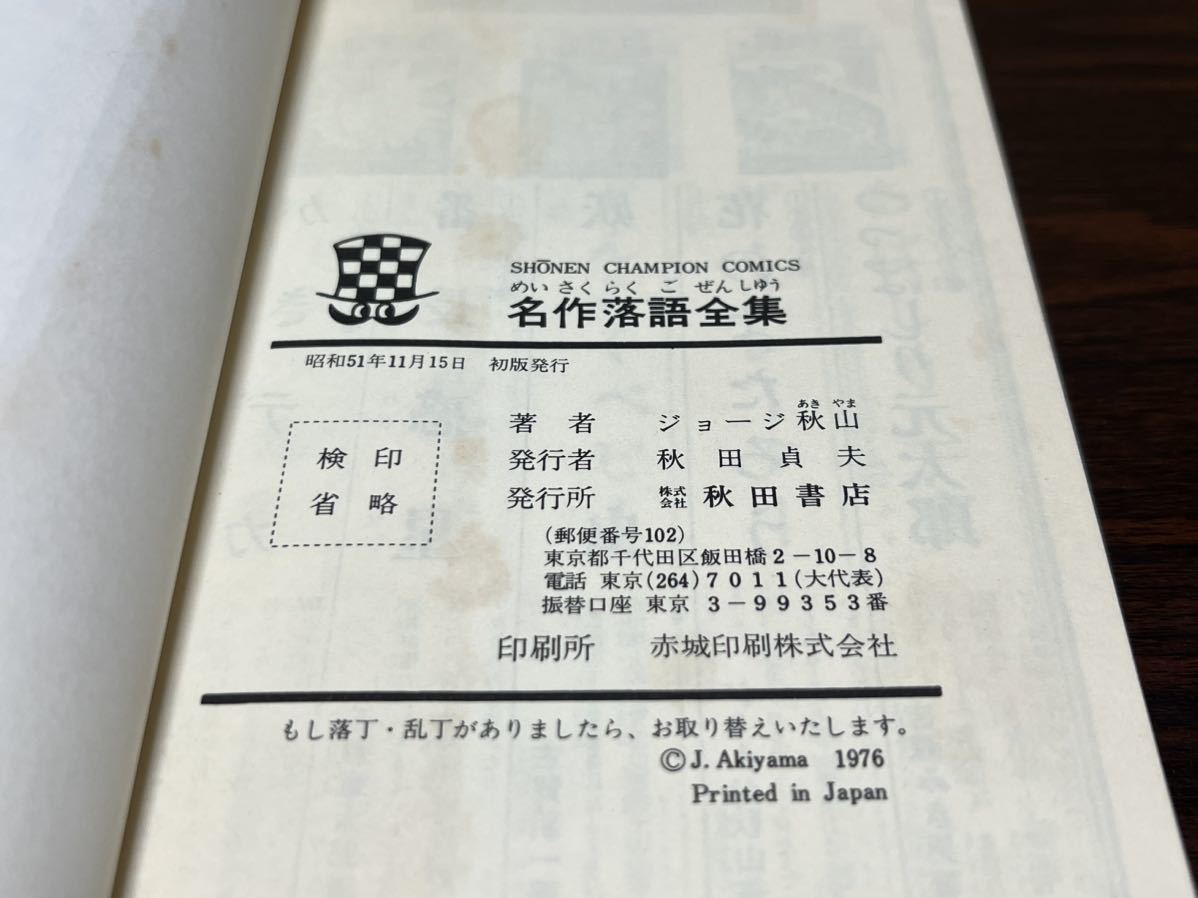 SHŌNEN CHAMPION COMICS
めいさくらくごぜんしゆう
名作落語全集
昭和51年11月15日 初版発行
検印
省略
あきやま
著者 ジョージ秋山
発行者 秋田貞夫
発行所 株式会社 秋田書店
(郵便番号102)
東京都千代田区飯田橋2-10-8
電話 東京(264)7011(大代表)
振替口座 東京 3-99353番
印刷所 赤城印刷株式会社
もし落丁・乱丁がありましたら、お取り替えいたします。
©J. Akiyama 1976
Printed in Japan